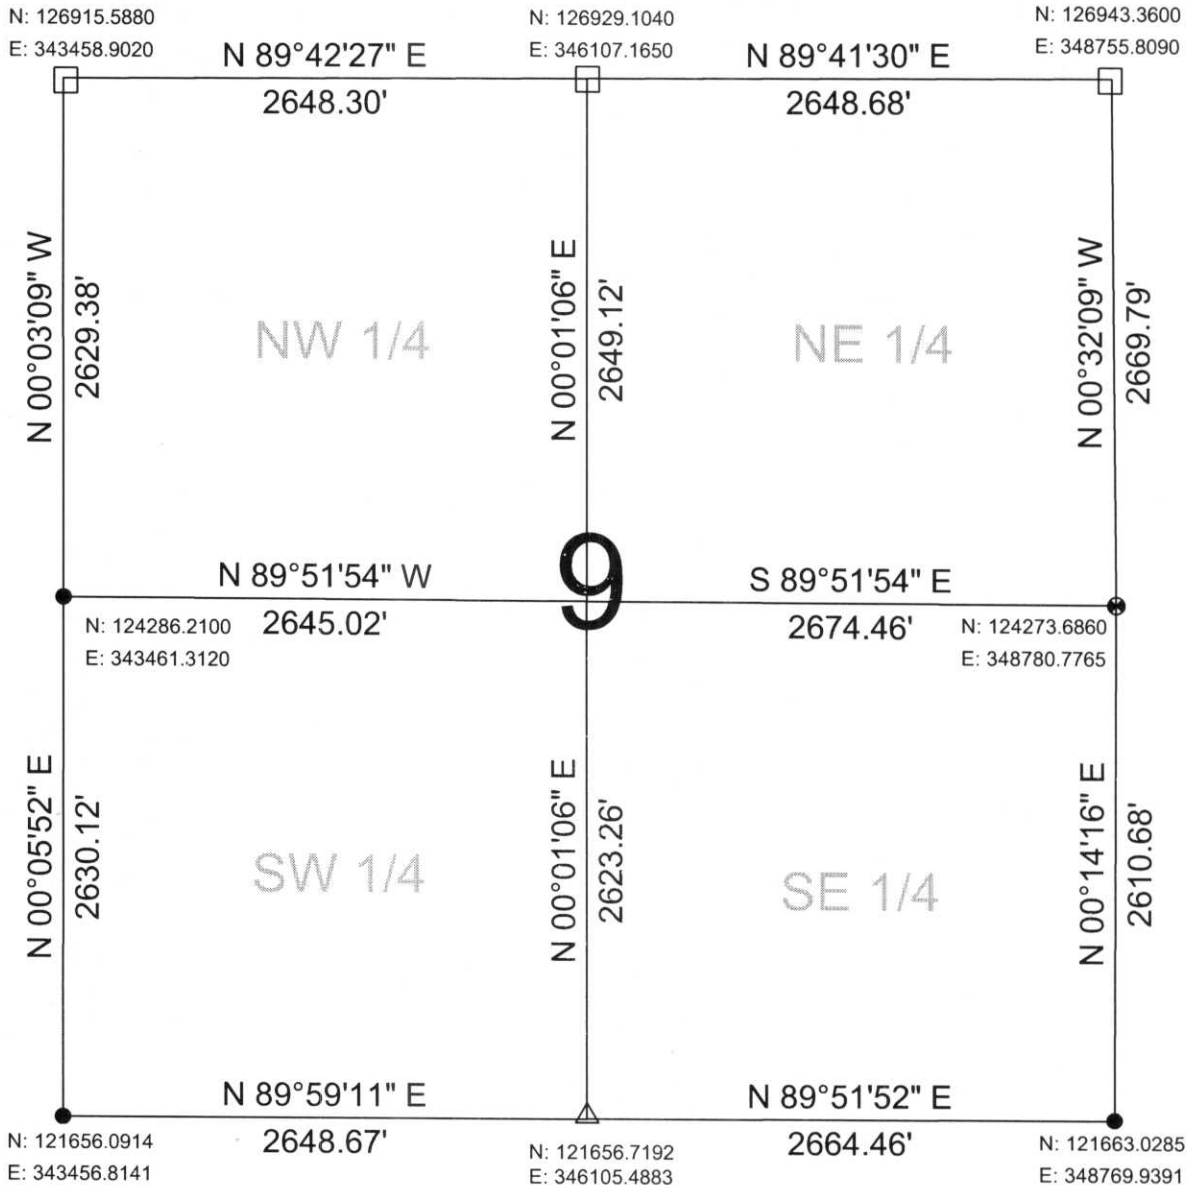 N: 126915.5880
E: 343458.9020
N: 126929.1040
E: 346107.1650
N: 126943.3600
E: 348755.8090
N 89°42'27" E
2648.30'
N 89°41'30" E
2648.68'
N 00°03'09" W
2629.38'
NW 1/4
N 00°01'06" E
2649.12'
NE 1/4
N 00°32'09" W
2669.79'
9
N 89°51'54" W
2645.02'
S 89°51'54" E
2674.46'
N: 124286.2100
E: 343461.3120
N: 124273.6860
E: 348780.7765
N 00°05'52" E
2630.12'
SW 1/4
N 00°01'06" E
2623.26'
SE 1/4
N 00°14'16" E
2610.68'
N 89°59'11" E
2648.67'
N 89°51'52" E
2664.46'
N: 121656.0914
E: 343456.8141
N: 121656.7192
E: 346105.4883
N: 121663.0285
E: 348769.9391